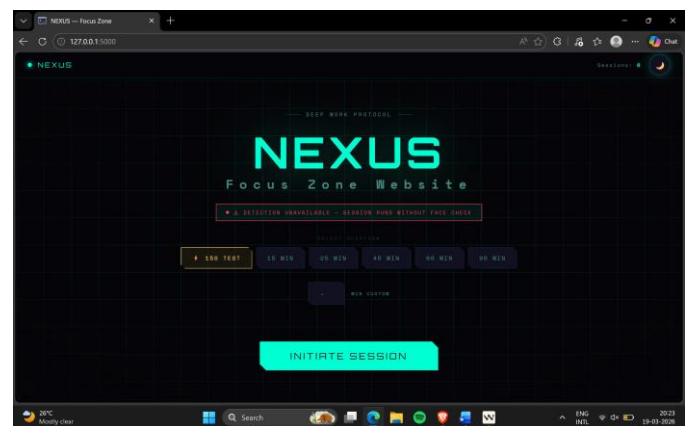 NEXUS — Focus Zone
127.0.0.1:5000
Chat
NEXUS
Sessions:
DEEP WORK PROTOCOL
NEXUS
Focus Zone Website
DETECTION UNAVAILABLE — SESSION RUNS WITHOUT FACE CHECK
SELECT DURATION
TEST 15 MIN 25 MIN 45 MIN 60 MIN 90 MIN
MIN CUSTOM
INITIATE SESSION
26°C
Mostly clear
Search
ENG
INTL
20:23
19-03-2026